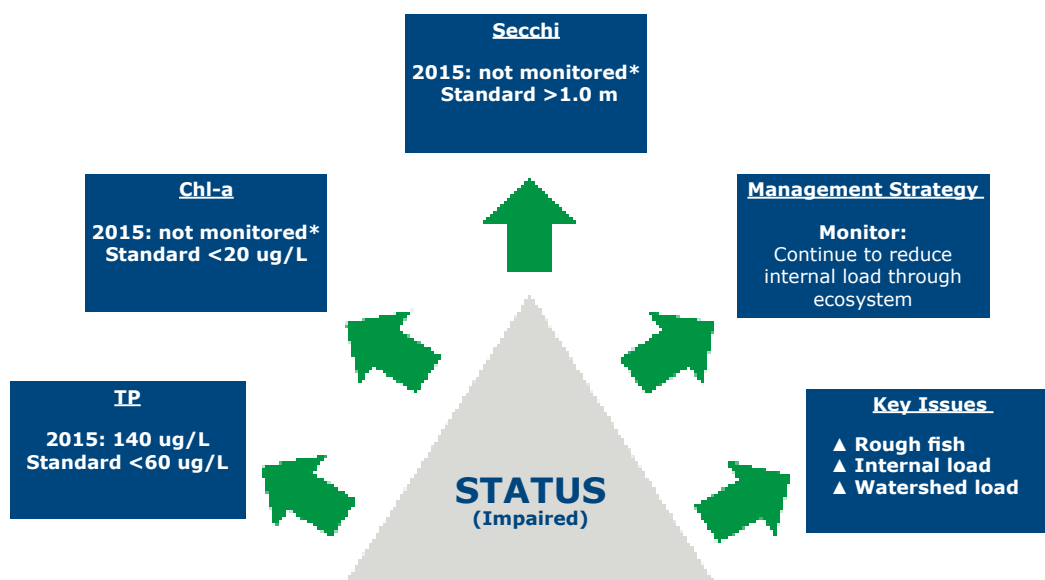 Secchi
2015: not monitored*
Standard >1.0 m
Chl-a
2015: not monitored*
Standard <20 ug/L
Management Strategy
Monitor:
Continue to reduce
internal load through
ecosystem
TP
2015: 140 ug/L
Standard <60 ug/L
Key Issues
▲ Rough fish
▲ Internal load
▲ Watershed load
STATUS
(Impaired)